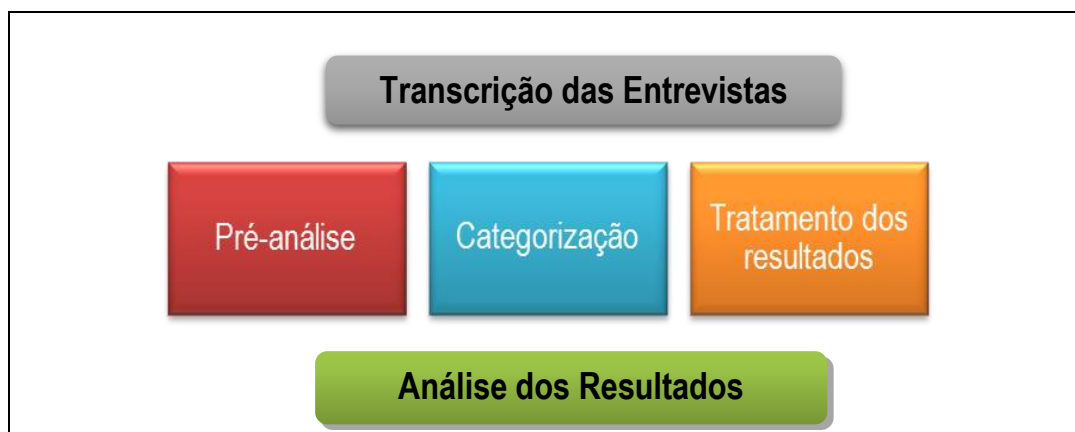 Transcrição das Entrevistas
Pré-análise
Categorização
Tratamento dos
resultados
Análise dos Resultados